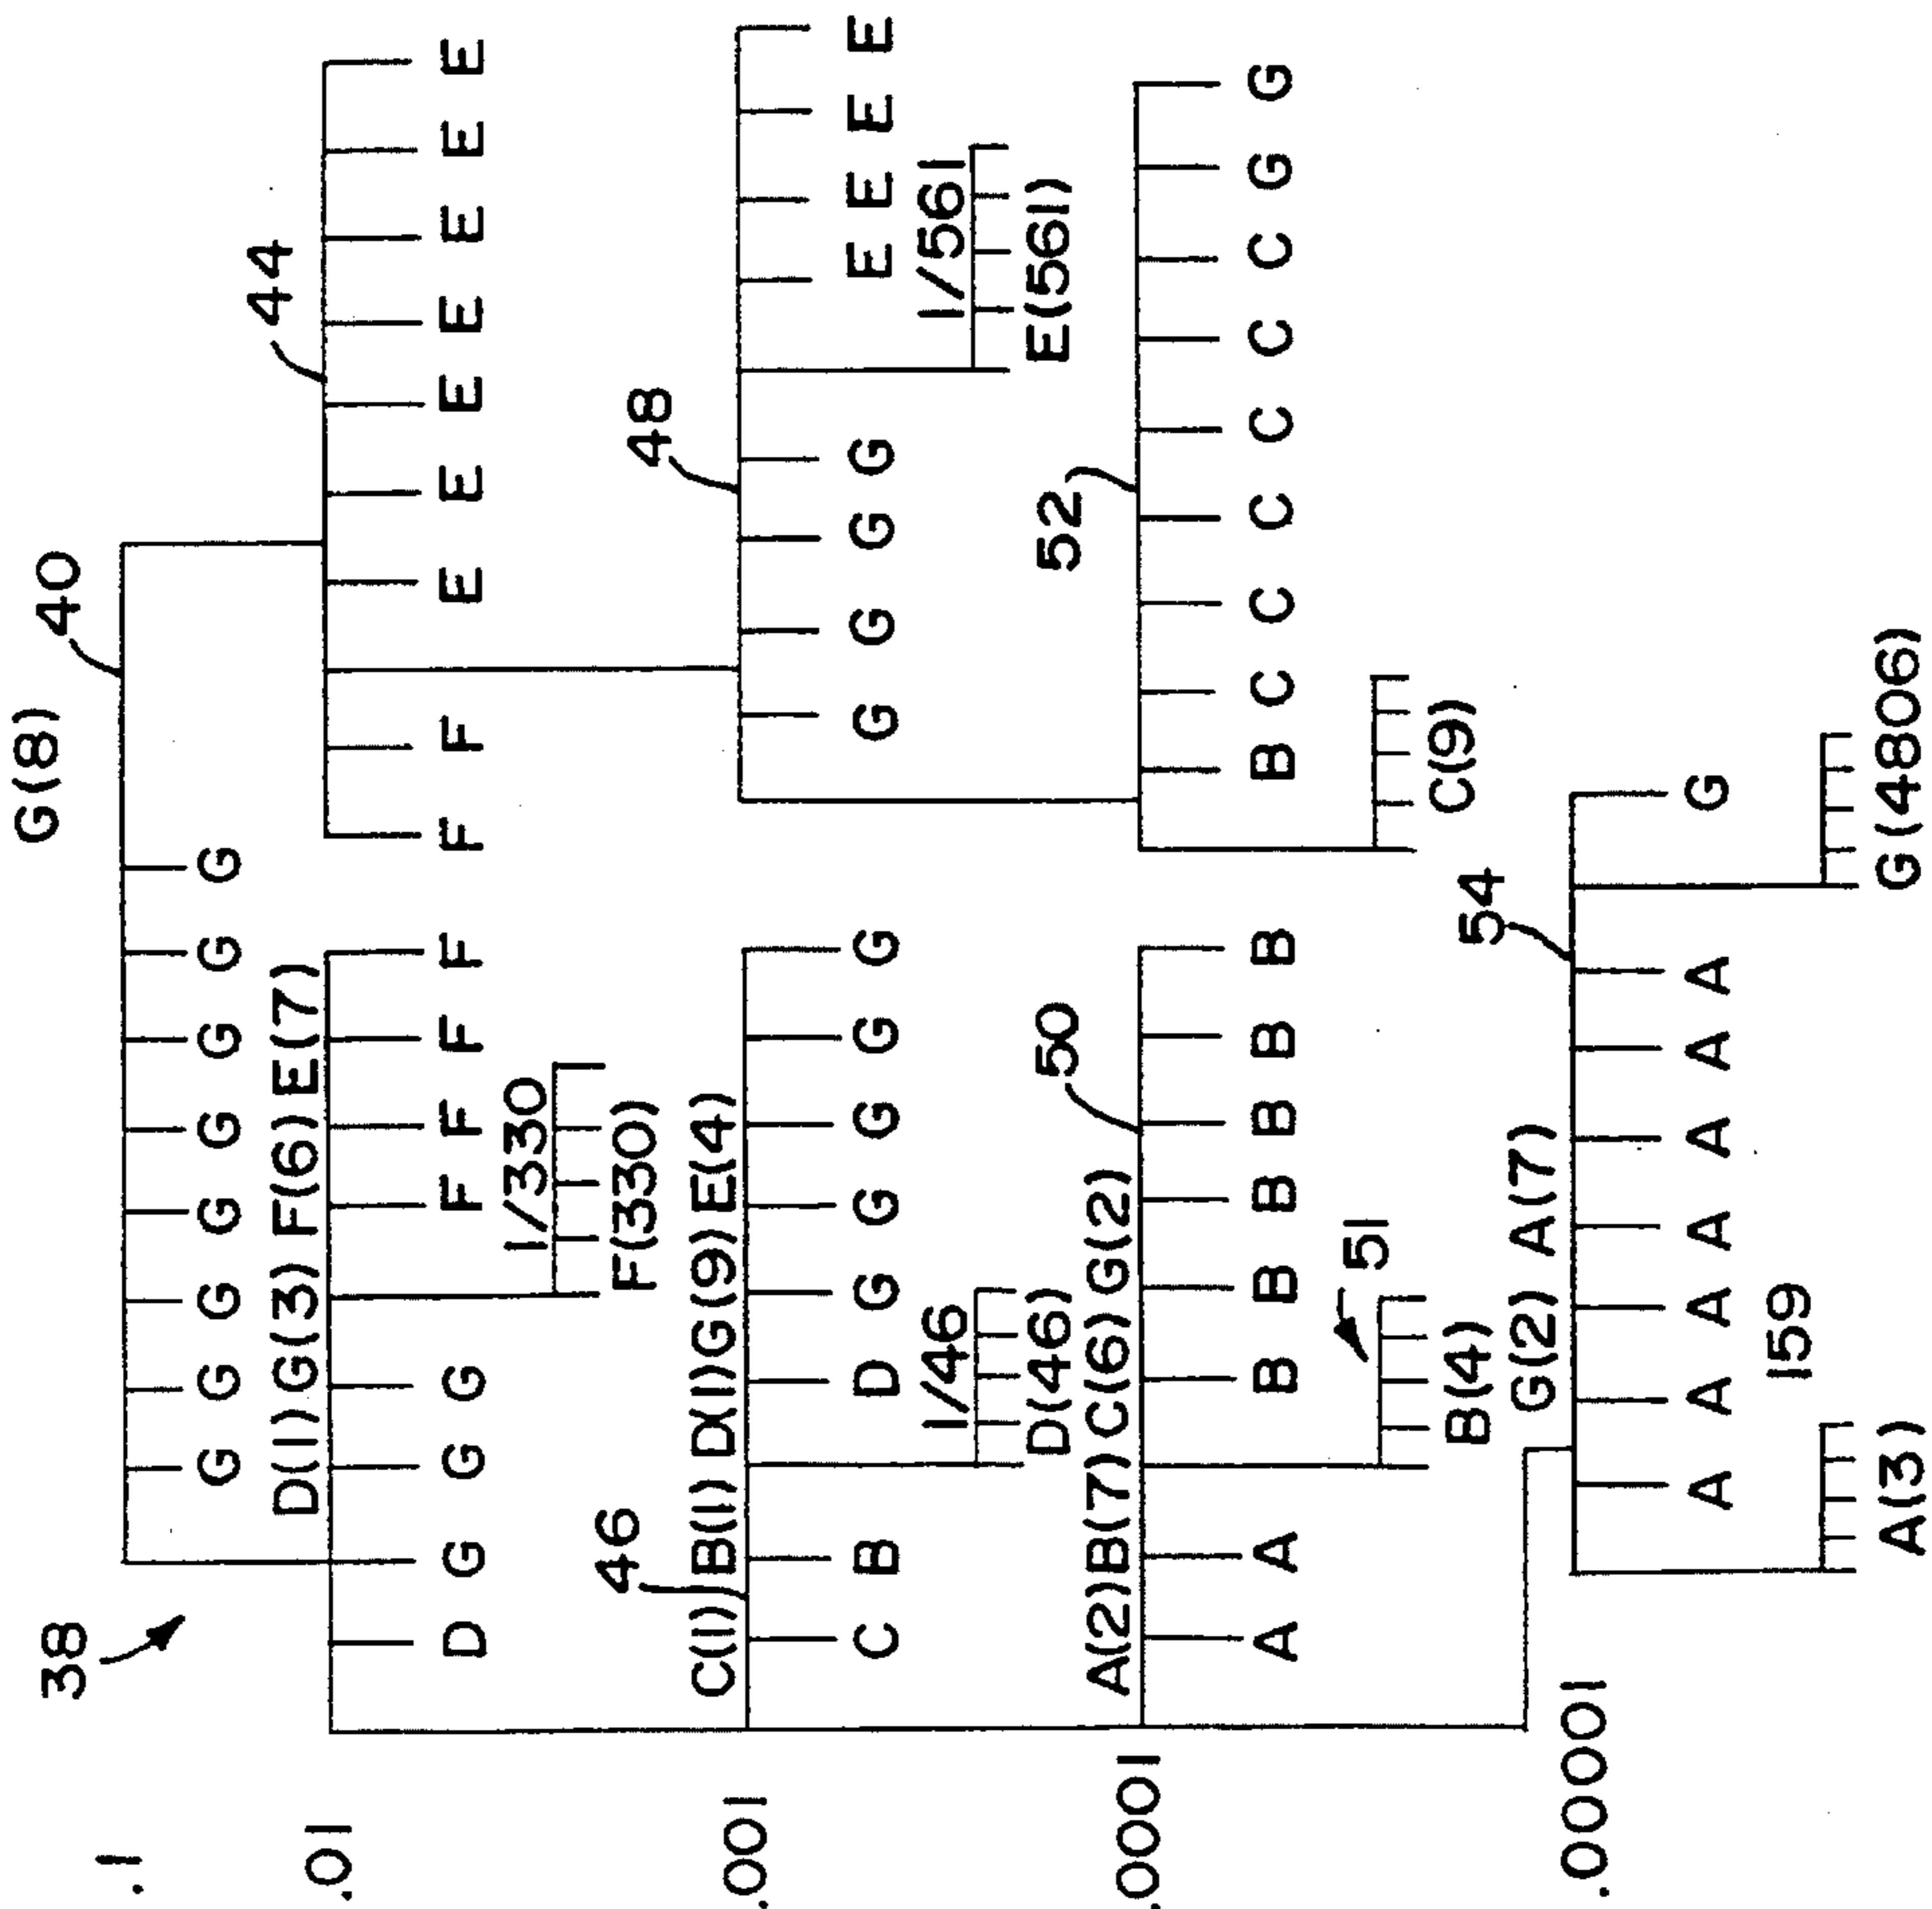 G(8)
40
38
.1
G G G G G G G G
44
D(1) G(3) F(6) E(7)
.01
D G G G F F F F F F E E E E E E E
1/330
F(330)
46
48
C(1) B(1) D(1) G(9) E(4)
.001
C B D G G G G G G G G G E E E E
1/46
D(46)
1/561
E(561)
50
52
A(2) B(7) C(6) G(2)
.0001
A A B B B B B B B C C C C C C G G
51
B(4)
C(9)
G(2) A(7)
54
.00001
A A A A A A A G
159
A(3)
G(4806)